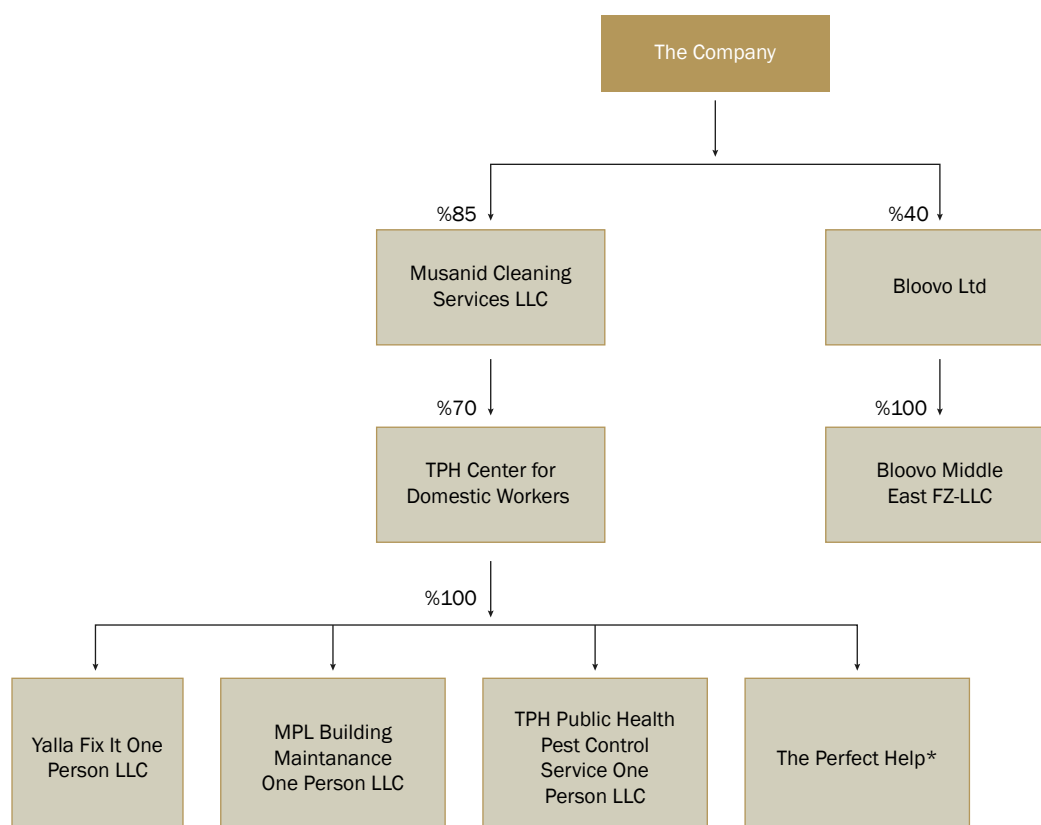 The Company
%85
%40
Musanid Cleaning
Services LLC
Bloovo Ltd
%70
%100
TPH Center for
Domestic Workers
Bloovo Middle
East FZ-LLC
%100
Yalla Fix It One
Person LLC
MPL Building
Maintanance
One Person LLC
TPH Public Health
Pest Control
Service One
Person LLC
The Perfect Help*